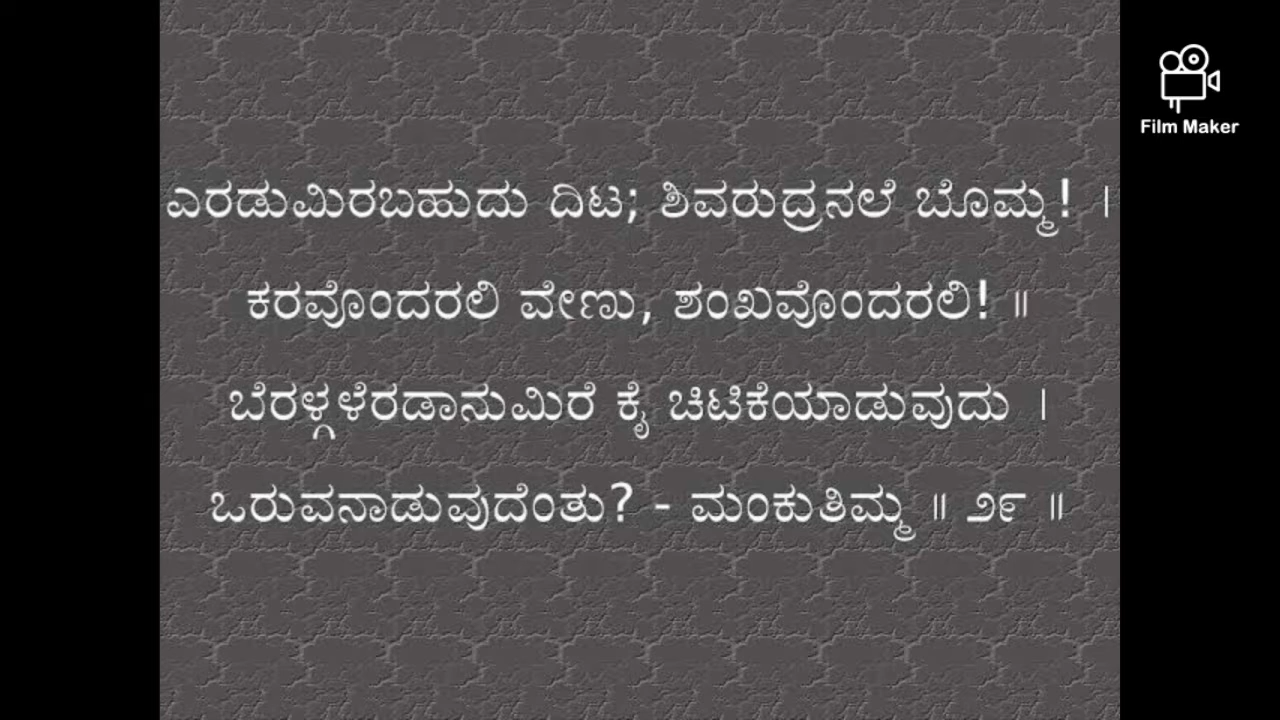 ಎರಡುಮಿರಬಹುದು ದಿಟ; ಶಿವರುದ್ರನಲೆ ಬೊಮ್ಮ! ।
ಕರವೊಂದರಲಿ ವೇಣು, ಶಂಖವೊಂದರಲಿ! ॥
ಬೆರಳ್ಗಳೆರಡಾನುಮಿರೆ ಕೈ ಚಿಟಿಕೆಯಾಡುವುದು ।
ಒರುವನಾಡುವುದೆಂತು? - ಮಂಕುತಿಮ್ಮ ॥ ೨೯ ॥
Film Maker